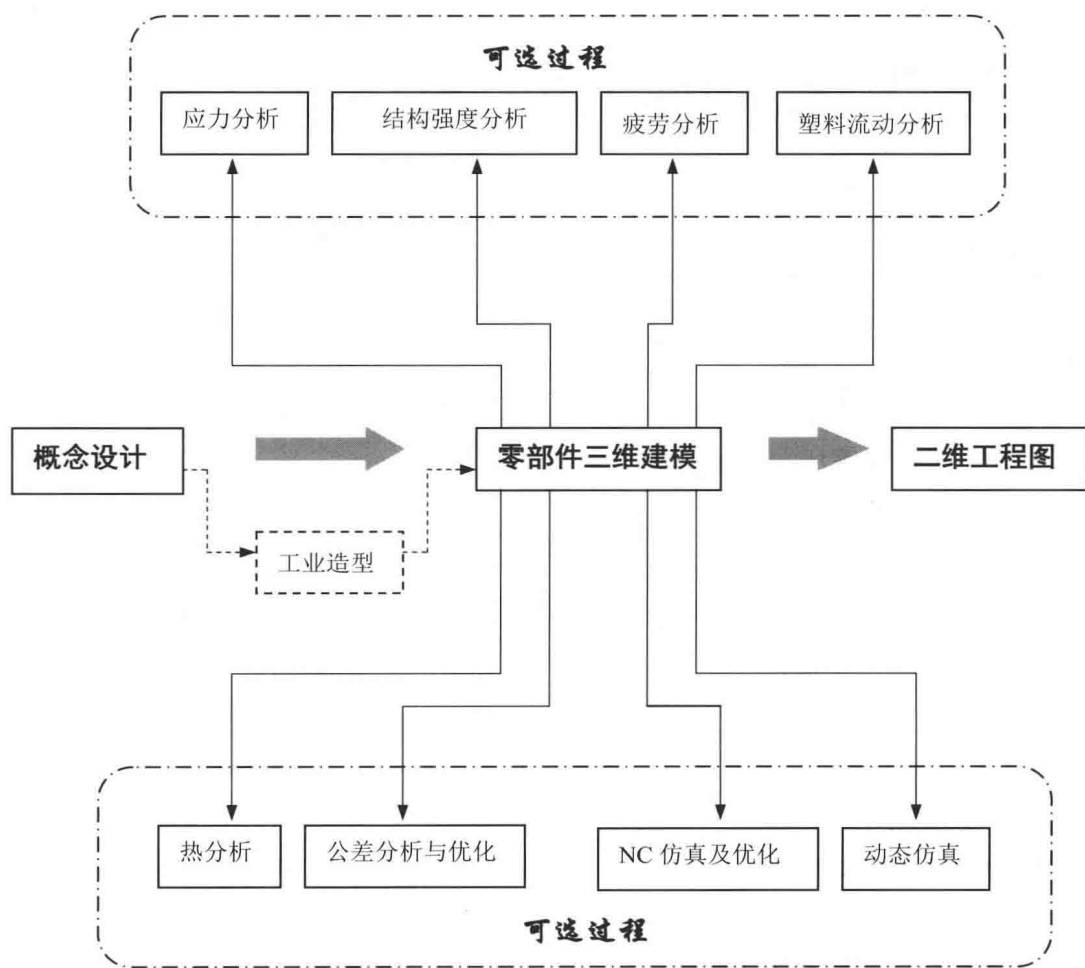 可选过程
应力分析
结构强度分析
疲劳分析
塑料流动分析
概念设计
零部件三维建模
二维工程图
工业造型
热分析
公差分析与优化
NC 仿真及优化
动态仿真
可选过程